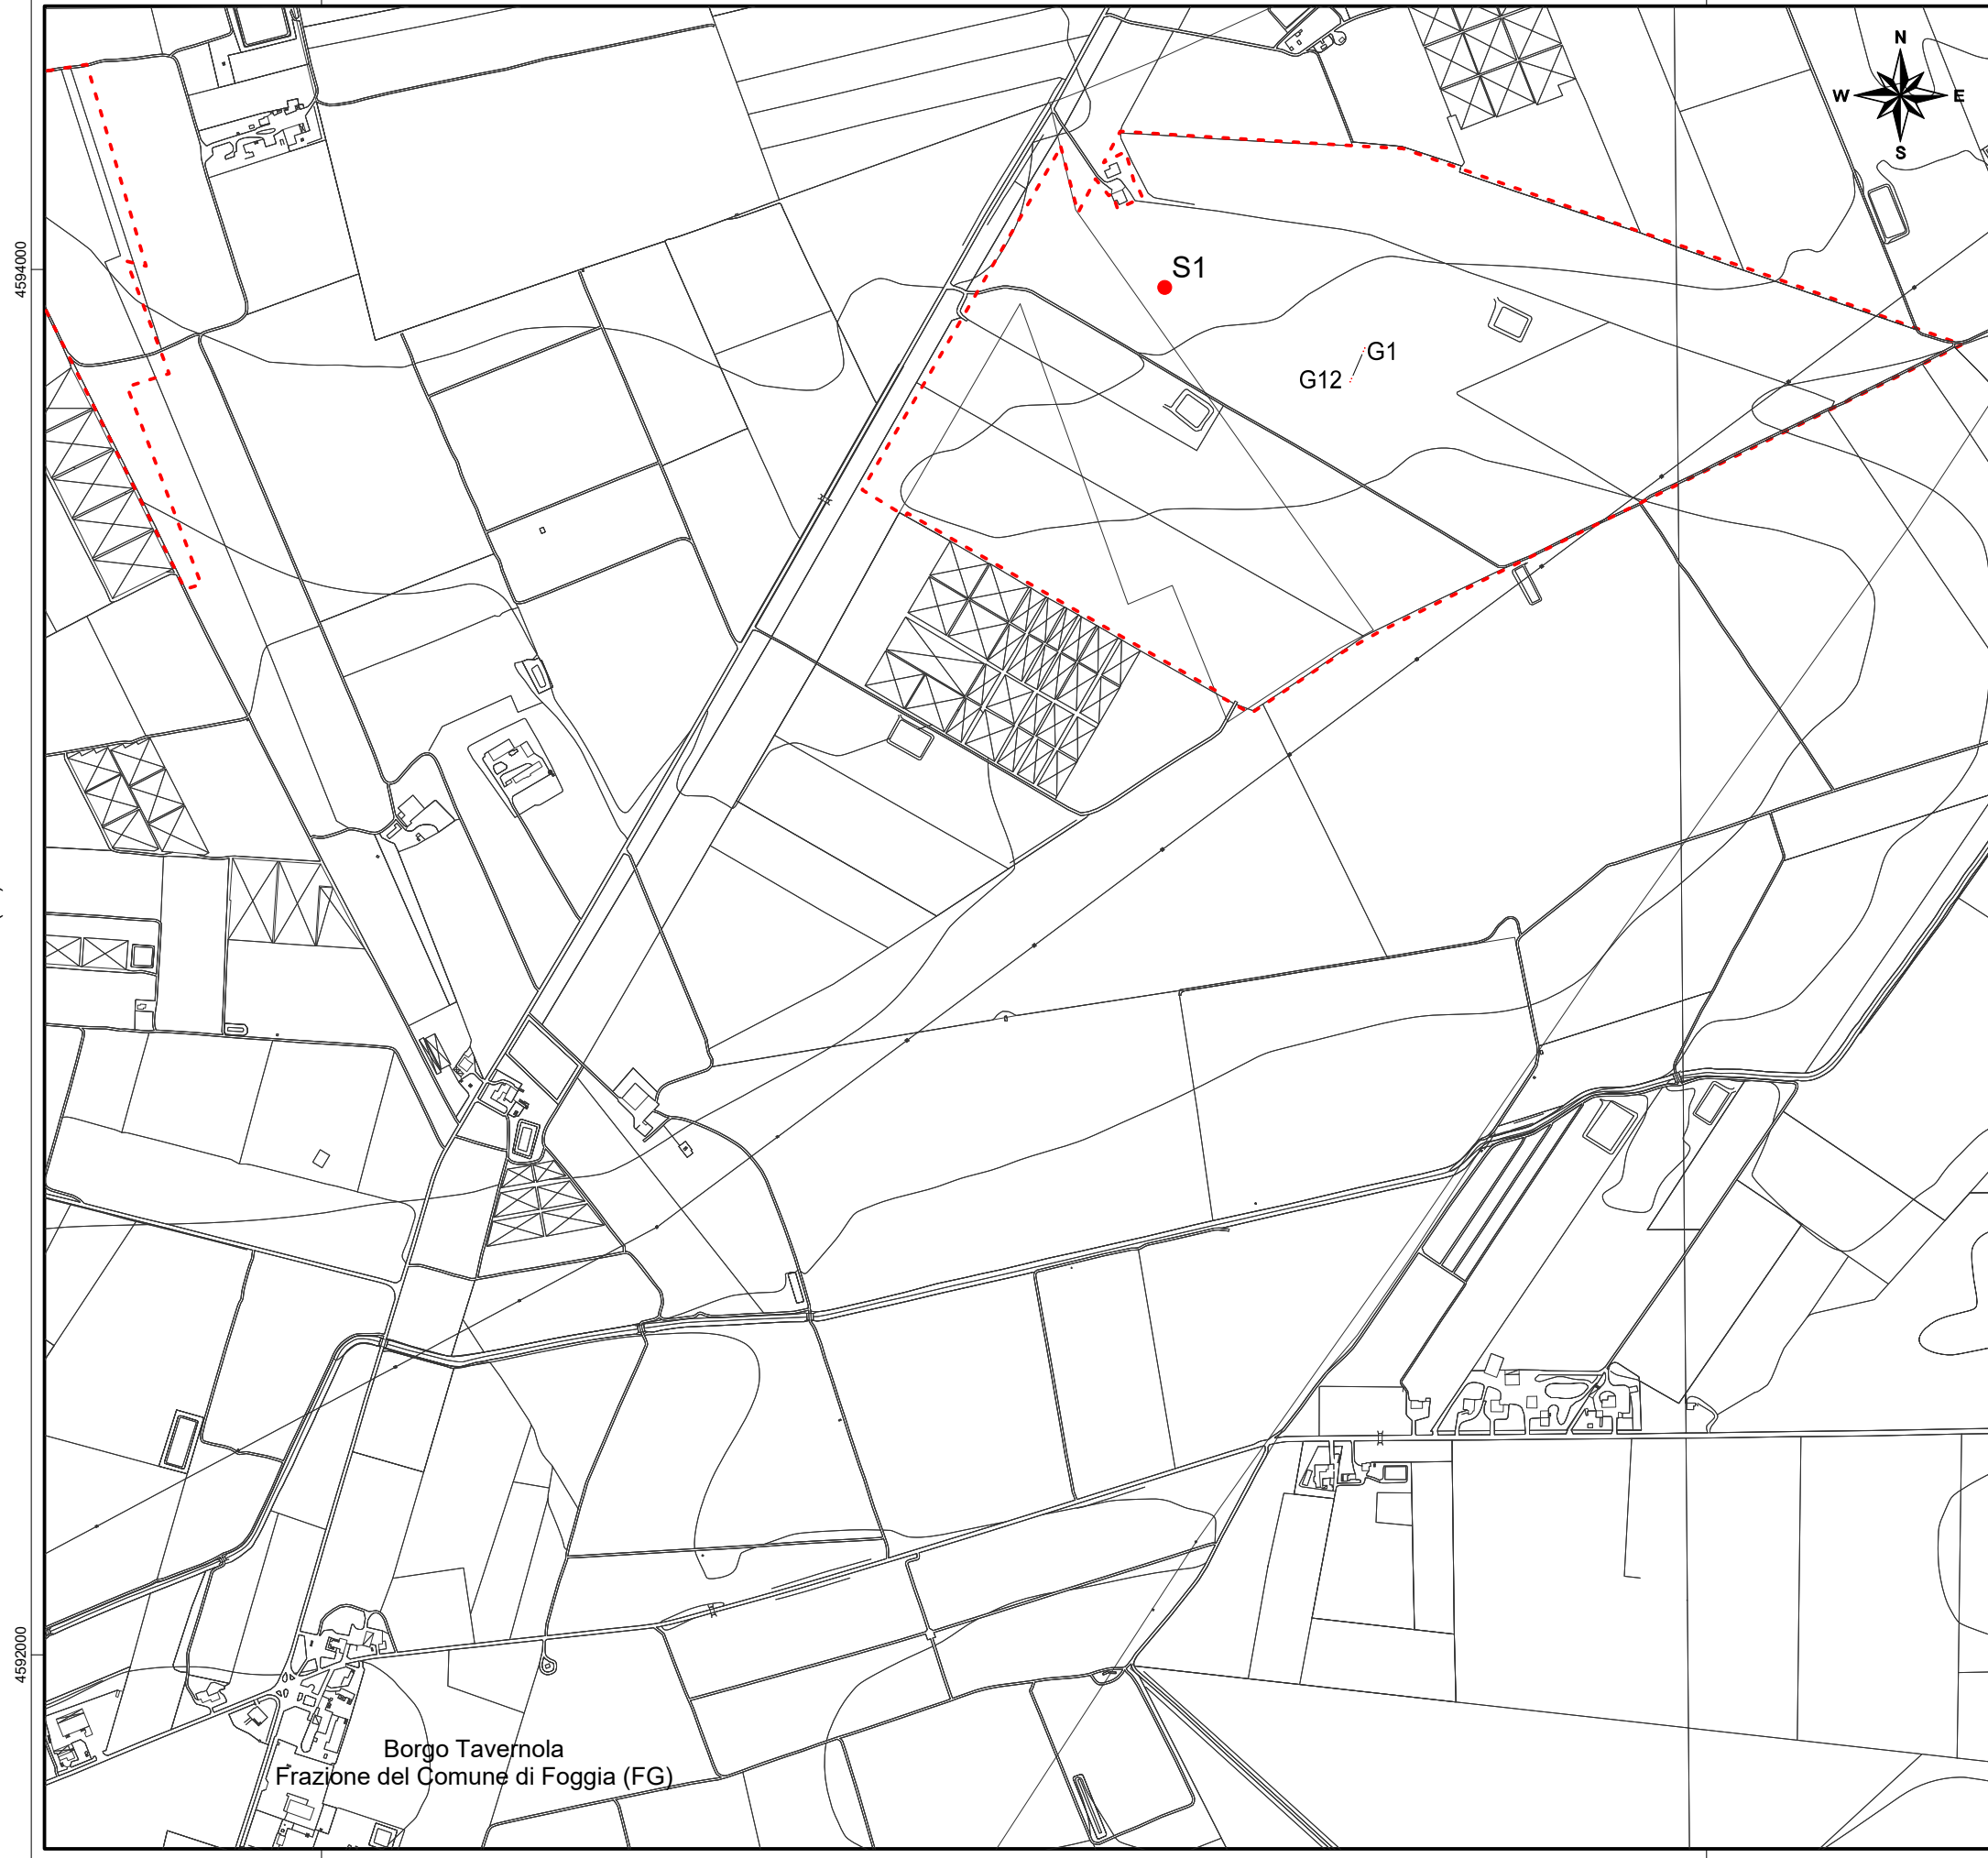 N
W E
S
4594000
S1
G1
G12
4592000
Borgo Tavernola
Frazione del Comune di Foggia (FG)